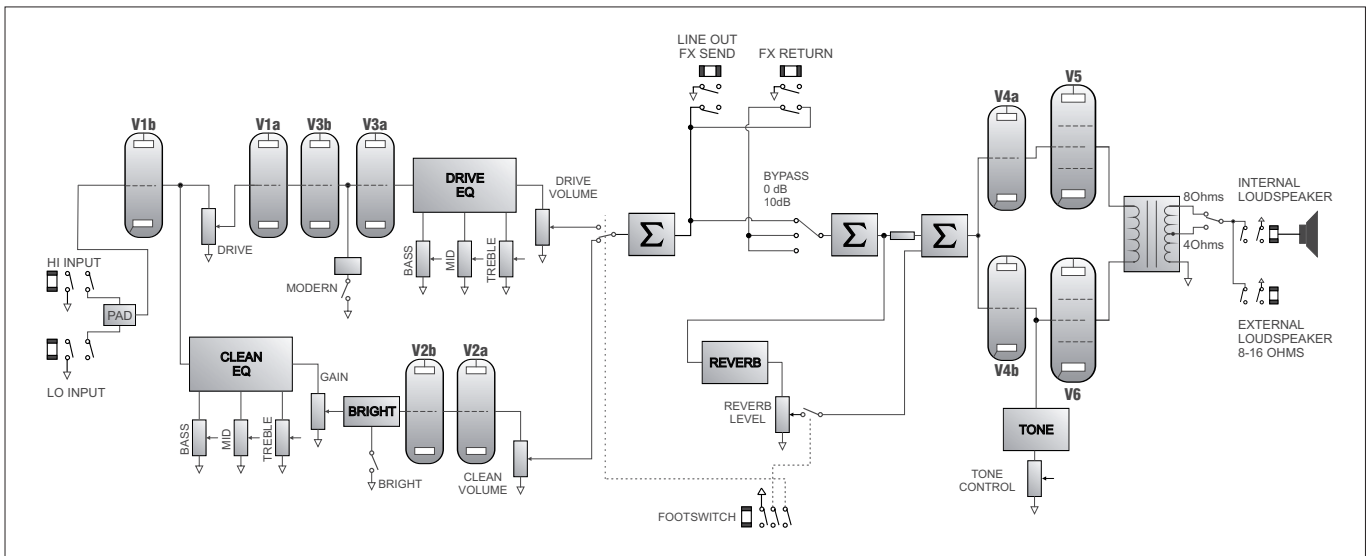 LINE OUT
FX SEND
FX RETURN
V1b
V1a
V3b
V3a
DRIVE
EQ
DRIVE
VOLUME
DRIVE
BASS
MID
TREBLE
MODERN
HI INPUT
PAD
LO INPUT
CLEAN
EQ
BASS
MID
TREBLE
GAIN
BRIGHT
BRIGHT
V2b
V2a
CLEAN
VOLUME
Σ
BYPASS
0 dB
10dB
Σ
Σ
REVERB
REVERB
LEVEL
FOOTSWITCH
V4a
V5
V4b
V6
TONE
TONE
CONTROL
8Ohms
4Ohms
INTERNAL
LOUDSPEAKER
EXTERNAL
LOUDSPEAKER
8-16 OHMS